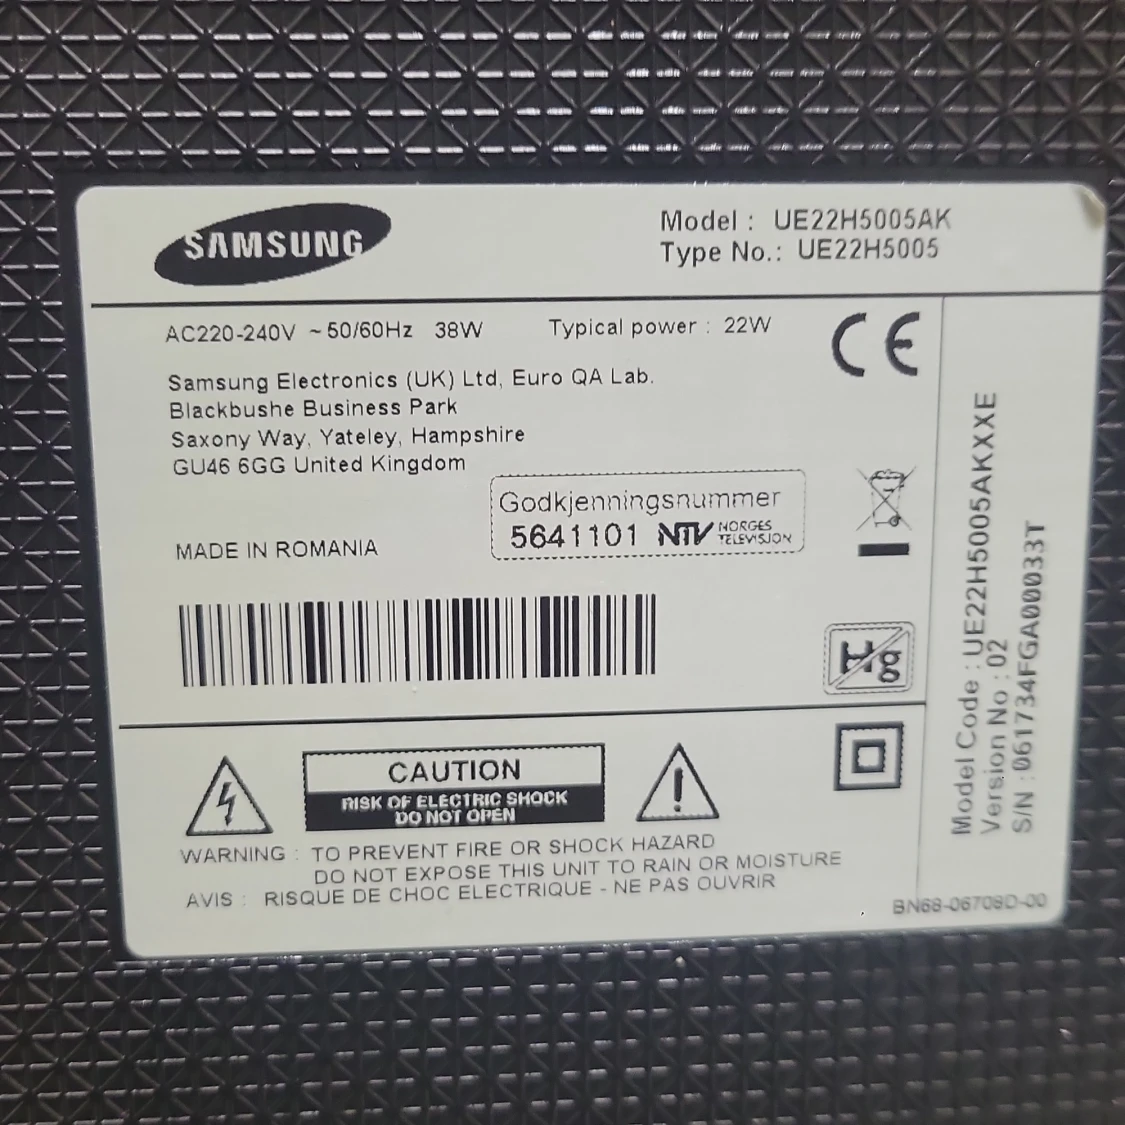 SAMSUNG
Model : UE22H5005AK
Type No.: UE22H5005
AC220-240V ~ 50/60Hz 38W Typical power : 22W
CE
Samsung Electronics (UK) Ltd, Euro QA Lab.
Blackbushe Business Park
Saxony Way, Yateley, Hampshire
GU46 6GG United Kingdom
Godkjenningsnummer
5641101 NTV NORGES
TELEVISJON
MADE IN ROMANIA
Hg
CAUTION
RISK OF ELECTRIC SHOCK
DO NOT OPEN
WARNING : TO PREVENT FIRE OR SHOCK HAZARD
DO NOT EXPOSE THIS UNIT TO RAIN OR MOISTURE
AVIS : RISQUE DE CHOC ELECTRIQUE - NE PAS OUVRIR
Model Code : UE22H5005AKXXE
Version No : 02
S/N : 061734FGA00033T
BN68-06708D-00